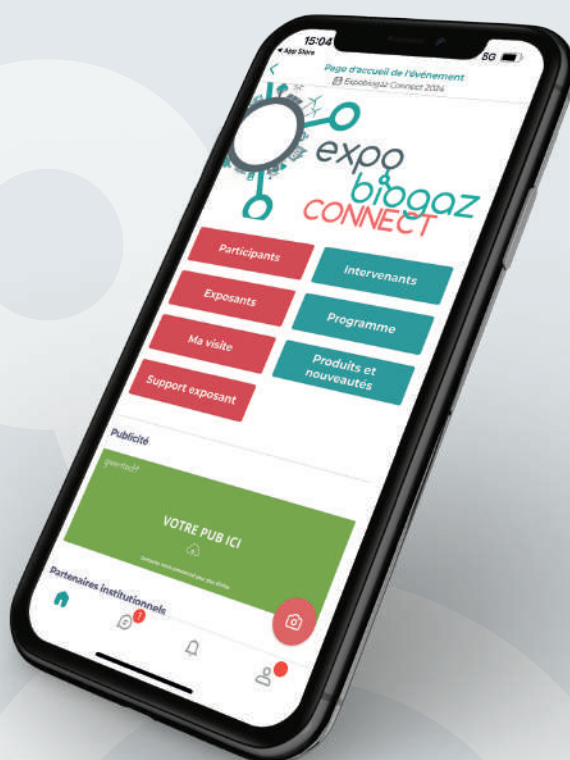 15:04
5G
App Store
Page d'accueil de l'événement
Expobiogaz Connect 2024
expo
biogaz
CONNECT
Participants
Intervenants
Exposants
Programme
Ma visite
Produits et
nouveautés
Support exposant
Publicité
greentech+
VOTRE PUB ICI
Partenaires institutionnels